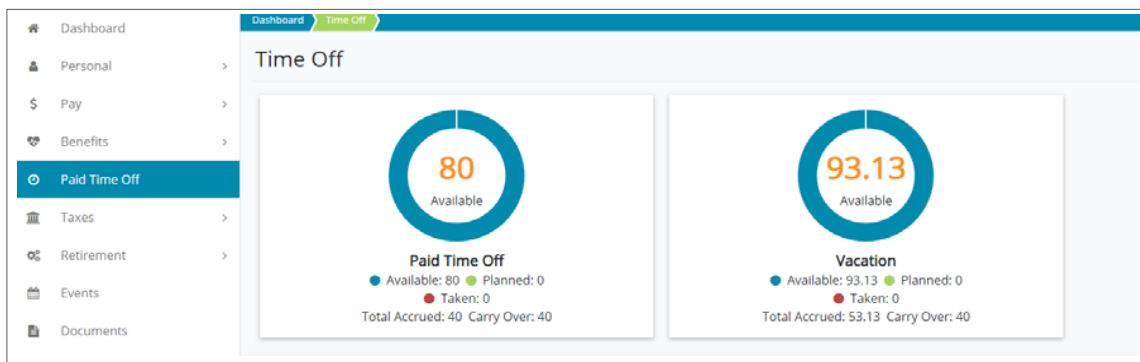 Dashboard
Personal
$ Pay
Benefits
Paid Time Off
Taxes
Retirement
Events
Documents
Dashboard Time Off
Time Off
80
Available
Paid Time Off
Available: 80 Planned: 0
Taken: 0
Total Accrued: 40 Carry Over: 40
93.13
Available
Vacation
Available: 93.13 Planned: 0
Taken: 0
Total Accrued: 53.13 Carry Over: 40